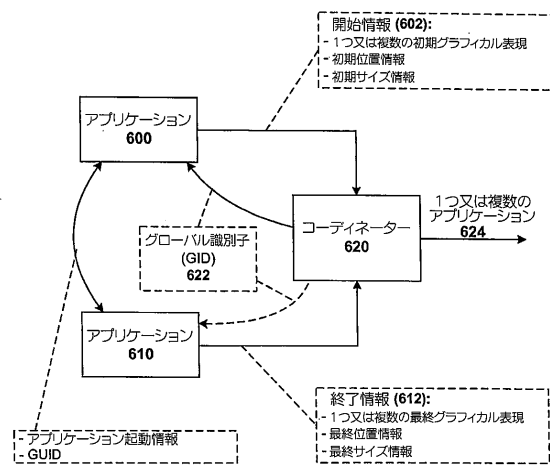 開始情報 (602):
- 1つ又は複数の初期グラフィカル表現
- 初期位置情報
- 初期サイズ情報
アプリケーション
600
コーディネーター
620
1つ又は複数の
アプリケーション
624
グローバル識別子
(GID)
622
アプリケーション
610
終了情報 (612):
- 1つ又は複数の最終グラフィカル表現
- 最終位置情報
- 最終サイズ情報
- アプリケーション起動情報
- GUID